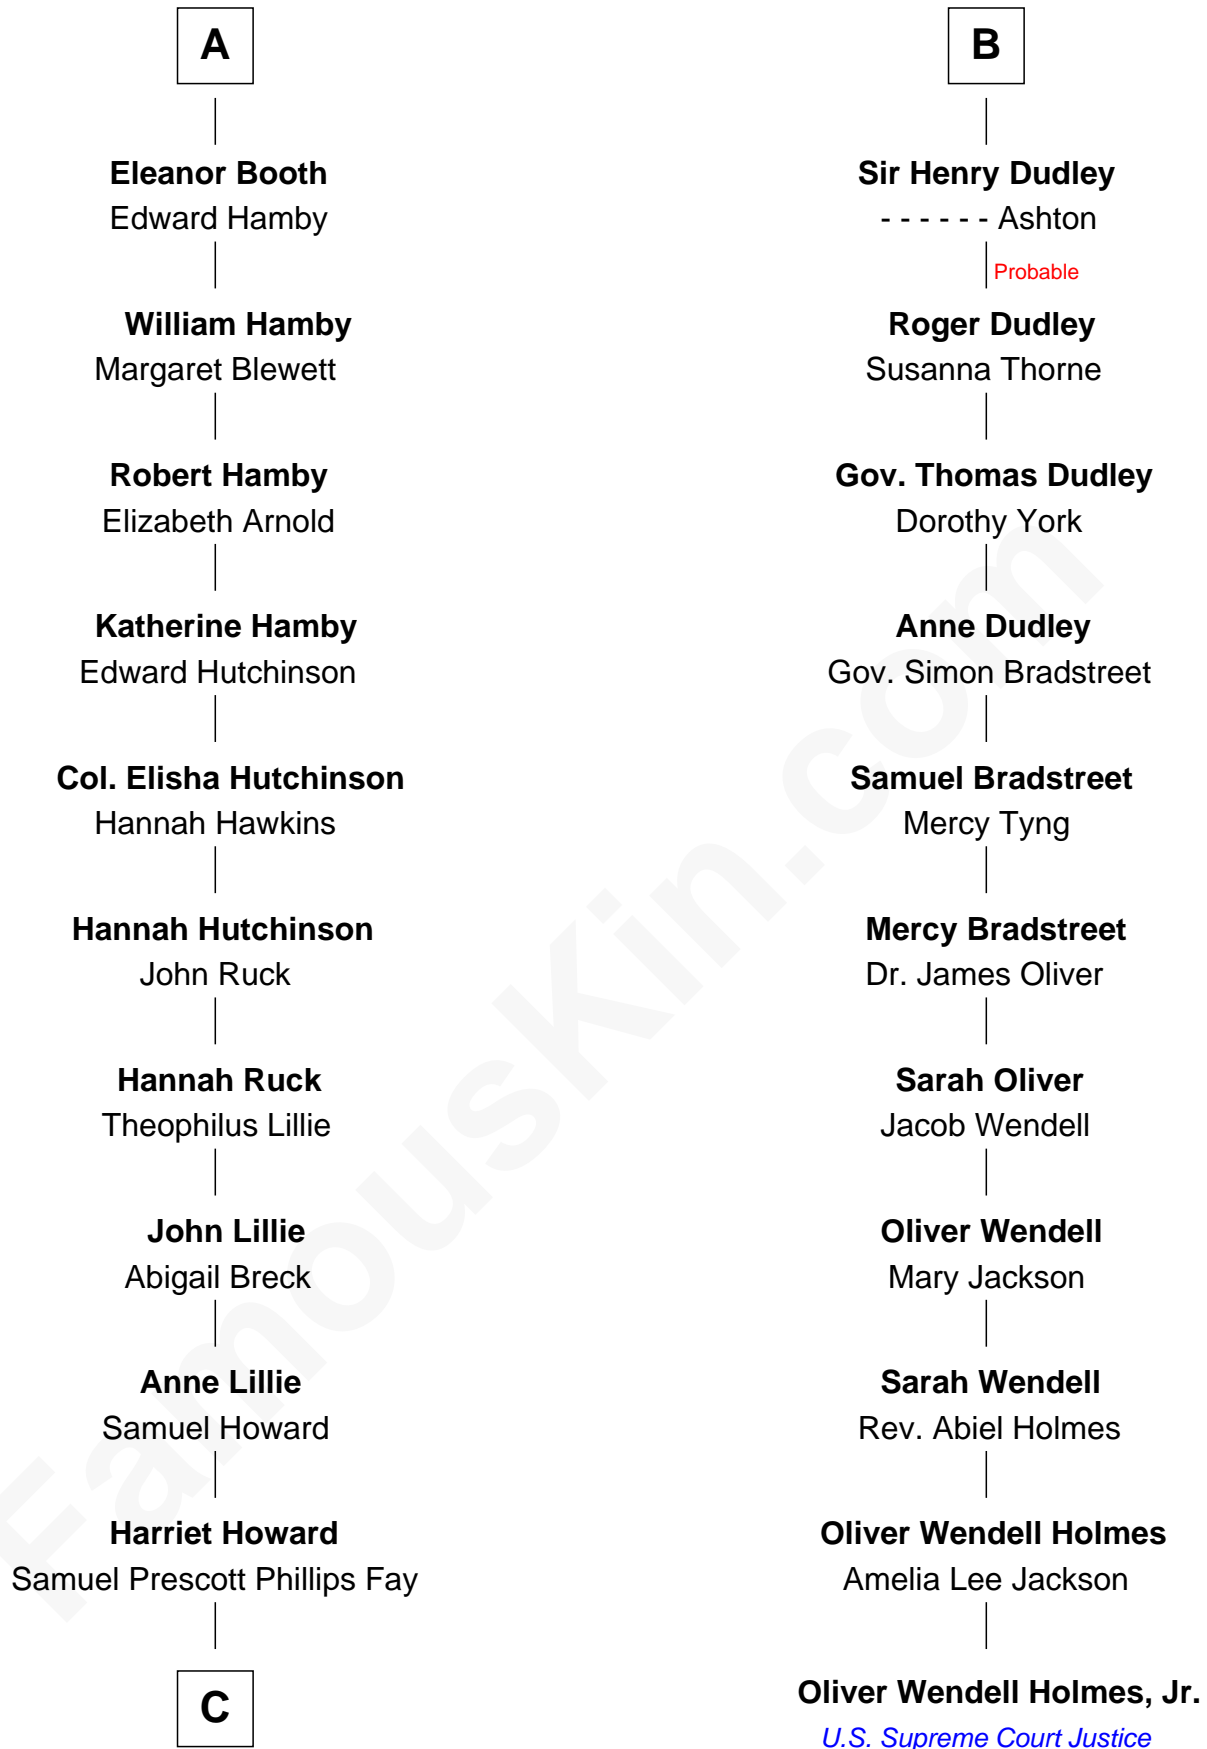 A
Eleanor Booth
Edward Hamby
William Hamby
Margaret Blewett
Robert Hamby
Elizabeth Arnold
Katherine Hamby
Edward Hutchinson
Col. Elisha Hutchinson
Hannah Hawkins
Hannah Hutchinson
John Ruck
Hannah Ruck
Theophilus Lillie
John Lillie
Abigail Breck
Anne Lillie
Samuel Howard
Harriet Howard
Samuel Prescott Phillips Fay
C
B
Sir Henry Dudley
- - - - - - Ashton
Probable
Roger Dudley
Susanna Thorne
Gov. Thomas Dudley
Dorothy York
Anne Dudley
Gov. Simon Bradstreet
Samuel Bradstreet
Mercy Tyng
Mercy Bradstreet
Dr. James Oliver
Sarah Oliver
Jacob Wendell
Oliver Wendell
Mary Jackson
Sarah Wendell
Rev. Abiel Holmes
Oliver Wendell Holmes
Amelia Lee Jackson
Oliver Wendell Holmes, Jr.
U.S. Supreme Court Justice
FamousKin.com